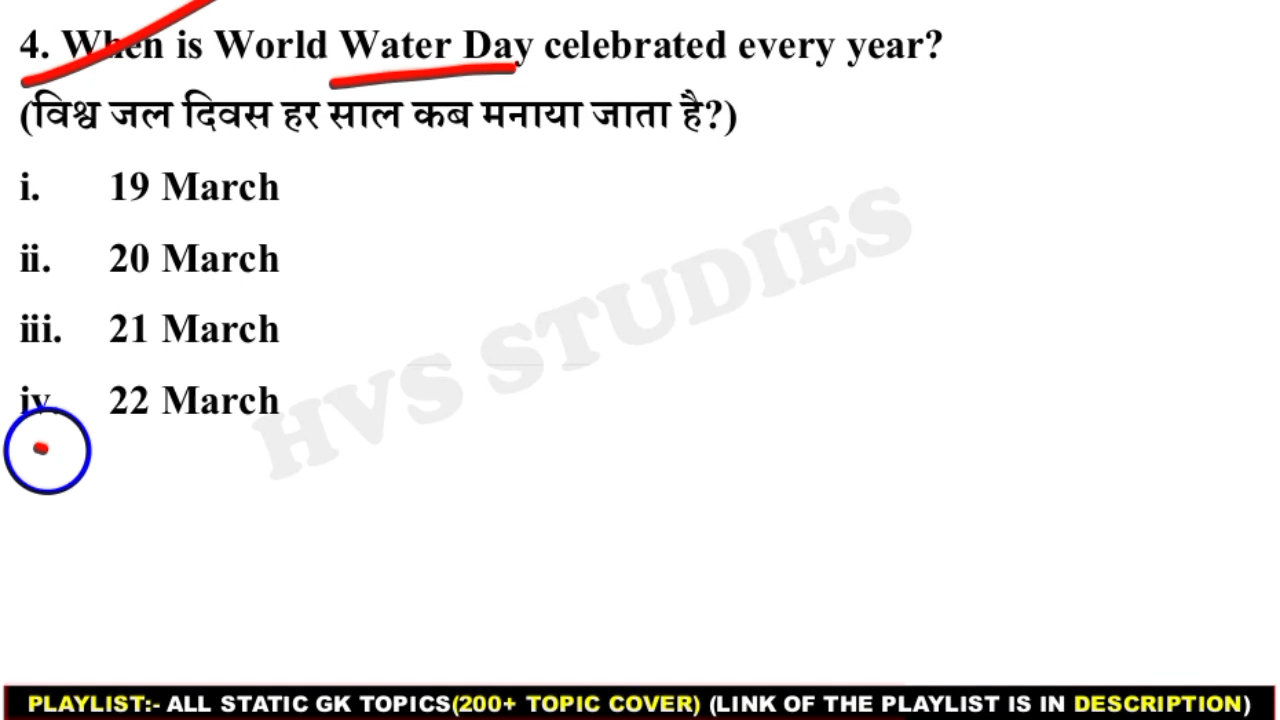 4. When is World Water Day celebrated every year?
(विश्व जल दिवस हर साल कब मनाया जाता है?)
i. 19 March
ii. 20 March
iii. 21 March
iv. 22 March
HVS STUDIES
PLAYLIST:- ALL STATIC GK TOPICS(200+ TOPIC COVER) (LINK OF THE PLAYLIST IS IN DESCRIPTION)